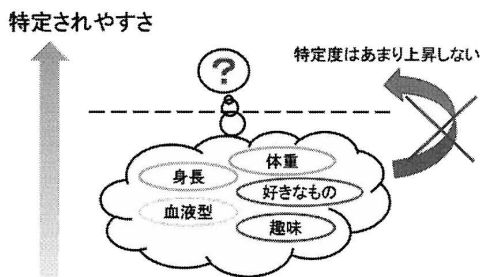 特定されやすさ
特定度はあまり上昇しない
?
体重
身長
好きなもの
血液型
趣味